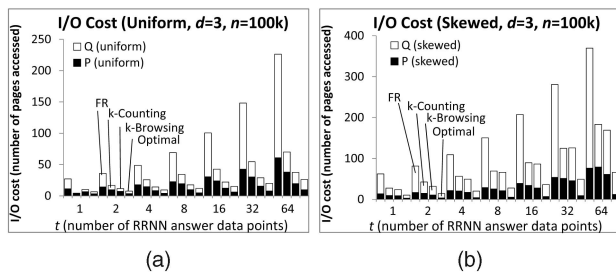 I/O Cost (Uniform, d=3, n=100k)
I/O cost (number of pages accessed)
250
200
150
100
50
0
Q (uniform)
P (uniform)
FR
k-Counting
k-Browsing
Optimal
1 2 4 8 16 32 64
t (number of RRNN answer data points)
(a)
I/O Cost (Skewed, d=3, n=100k)
I/O cost (number of pages accessed)
400
300
200
100
0
Q (skewed)
P (skewed)
FR
k-Counting
k-Browsing
Optimal
1 2 4 8 16 32 64
t (number of RRNN answer data points)
(b)